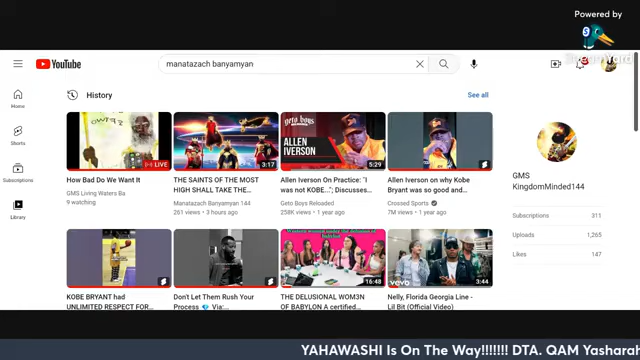 Powered by
StreamYard
YouTube
manatazach banyamyan
Home
Shorts
Subscriptions
Library
History
See all
LIVE
3:17
geto boys
ALLEN
IVERSON
5:29
How Bad Do We Want It
GMS Living Waters Ba
9 watching
THE SAINTS OF THE MOST
HIGH SHALL TAKE THE...
Manatazach Banyamyan 144
261 views • 3 hours ago
Allen Iverson On Practice: "I
was not KOBE..."; Discusses...
Geto Boys Reloaded
258K views • 1 year ago
Allen Iverson on why Kobe
Bryant was so good and...
Crossed Sports
7M views • 1 year ago
GMS
KingdomMinded144
Subscriptions 311
Uploads 1,265
Likes 147
16:48
vevo
3:44
KOBE BRYANT had
UNLIMITED RESPECT FOR...
Don't Let Them Rush Your
Process 💎 Via:...
THE DELUSIONAL WOM3N
OF BABYLON A certified...
Nelly, Florida Georgia Line -
Lil Bit (Official Video)
YAHAWASHI Is On The Way!!!!!!! DTA. QAM Yasharah